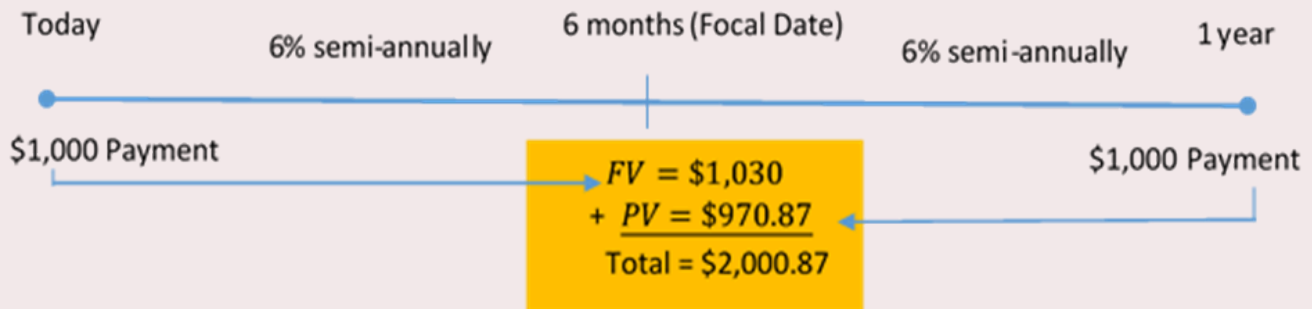 Today
6% semi-annually
6 months (Focal Date)
6% semi-annually
1 year
$1,000 Payment
$1,000 Payment
FV = $1,030
+ PV = $970.87
Total = $2,000.87